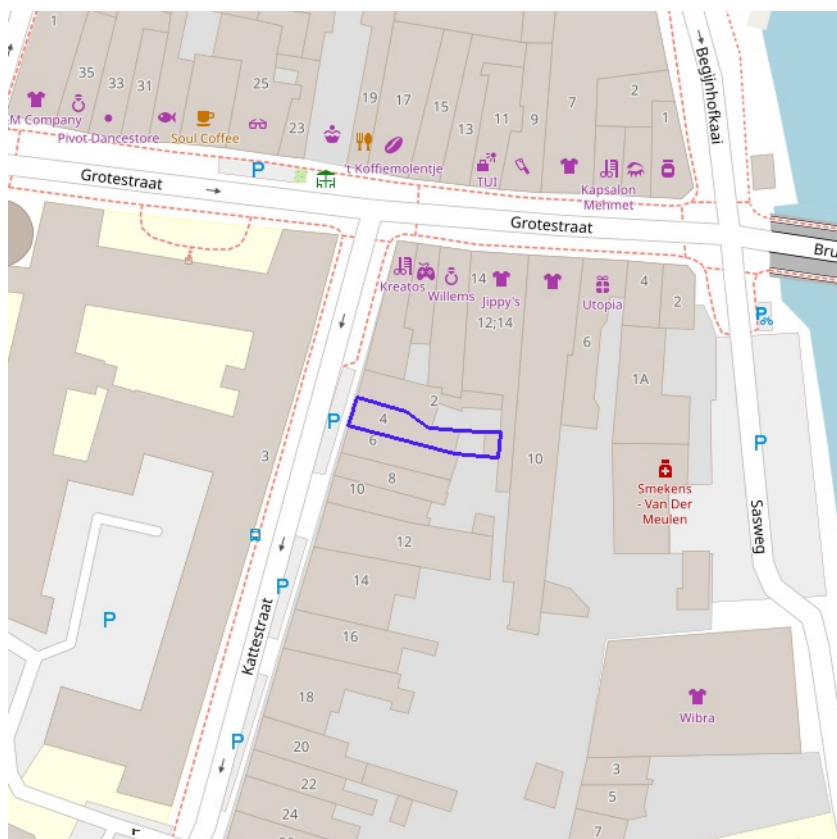 1
35
33
31
25
23
19
17
15
13
11
9
7
2
1
M Company
Pivot Dancestore
Soul Coffee
't Koffiemolentje
TUI
Kapsalon
Mehmet
Begijnhofkaai
P
Grotestraat
Grotestraat
Bru
Kreatos
Willems
14
Jippy's
12;14
Utopia
4
2
6
1A
P
2
4
6
P
3
8
10
10
P
Smekens
- Van Der
Meulen
Sasweg
12
14
P
P
Kattestraat
16
18
Wibra
P
20
22
24
3
5
7